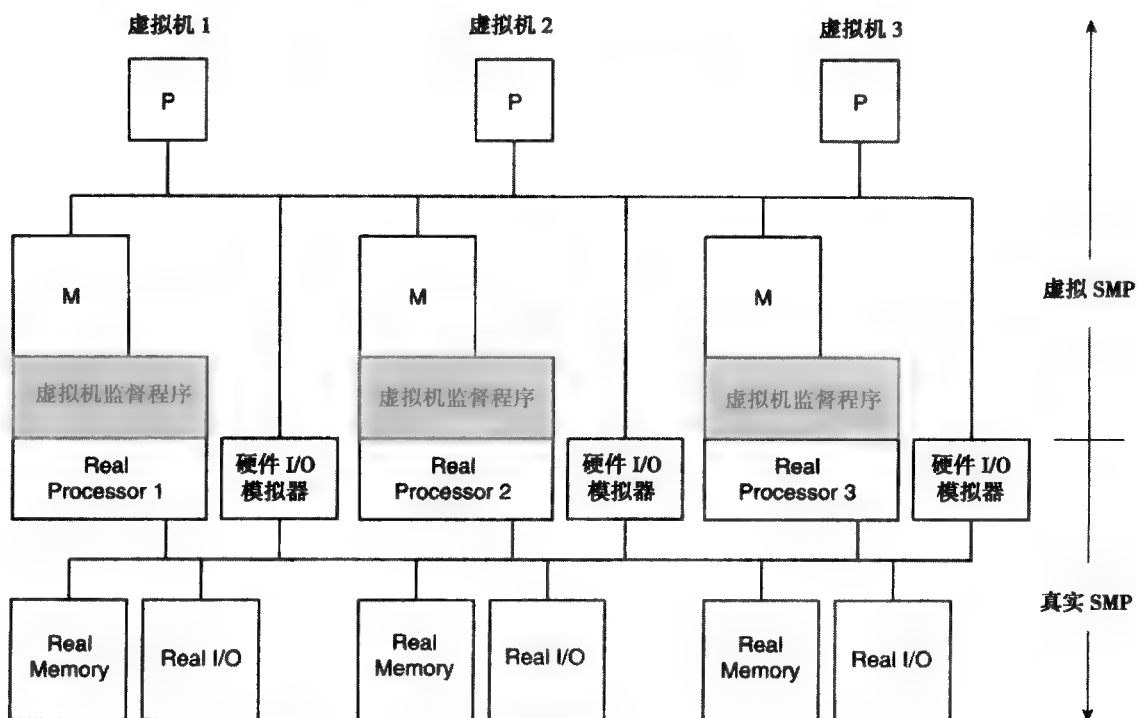 虚拟机 1
虚拟机 2
虚拟机 3
P
P
P
M
M
M
虚拟 SMP
虚拟机监督程序
虚拟机监督程序
虚拟机监督程序
Real
Processor 1
硬件 I/O
模拟器
Real
Processor 2
硬件 I/O
模拟器
Real
Processor 3
硬件 I/O
模拟器
真实 SMP
Real
Memory
Real I/O
Real
Memory
Real I/O
Real
Memory
Real I/O